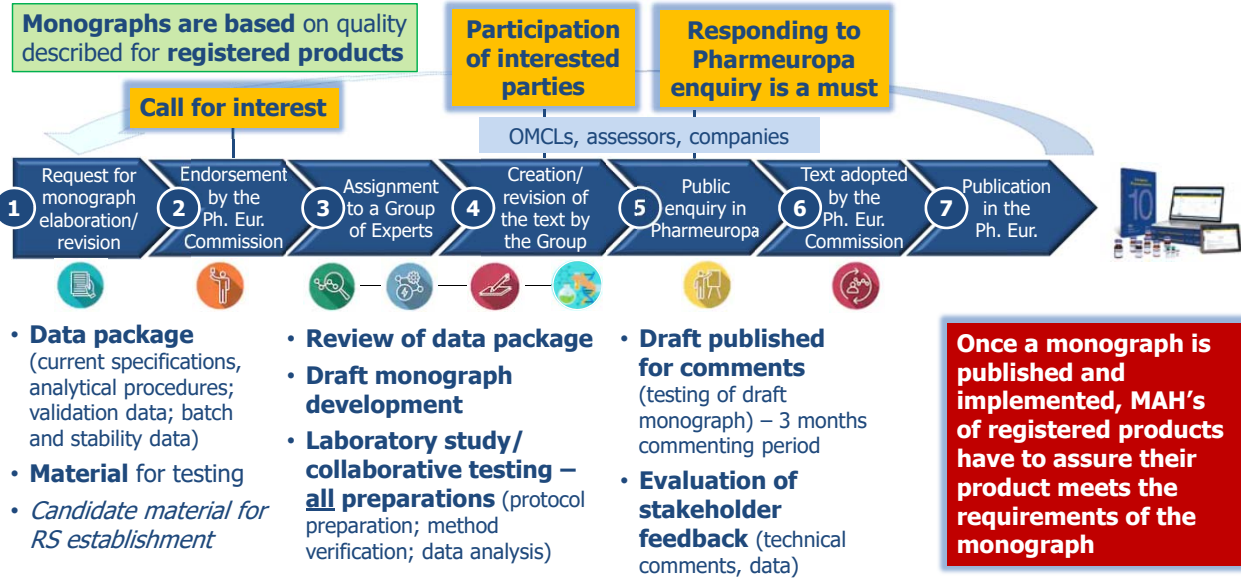 Monographs are based on quality
described for registered products
Participation
of interested
parties
Responding to
Pharmeuropa
enquiry is a must
Call for interest
OMCLs, assessors, companies
1
Request for
monograph
elaboration/
revision
2
Endorsement
by the
Ph. Eur.
Commission
3
Assignment
to a Group
of Experts
4
Creation/
revision of
the text by
the Group
5
Public
enquiry in
Pharmeuropa
6
Text adopted
by the
Ph. Eur.
Commission
7
Publication
in the
Ph. Eur.
10
• Data package
(current specifications,
analytical procedures;
validation data; batch
and stability data)
• Material for testing
• Candidate material for
RS establishment
• Review of data package
• Draft monograph
development
• Laboratory study/
collaborative testing –
all preparations (protocol
preparation; method
verification; data analysis)
• Draft published
for comments
(testing of draft
monograph) – 3 months
commenting period
• Evaluation of
stakeholder
feedback (technical
comments, data)
Once a monograph is
published and
implemented, MAH’s
of registered products
have to assure their
product meets the
requirements of the
monograph